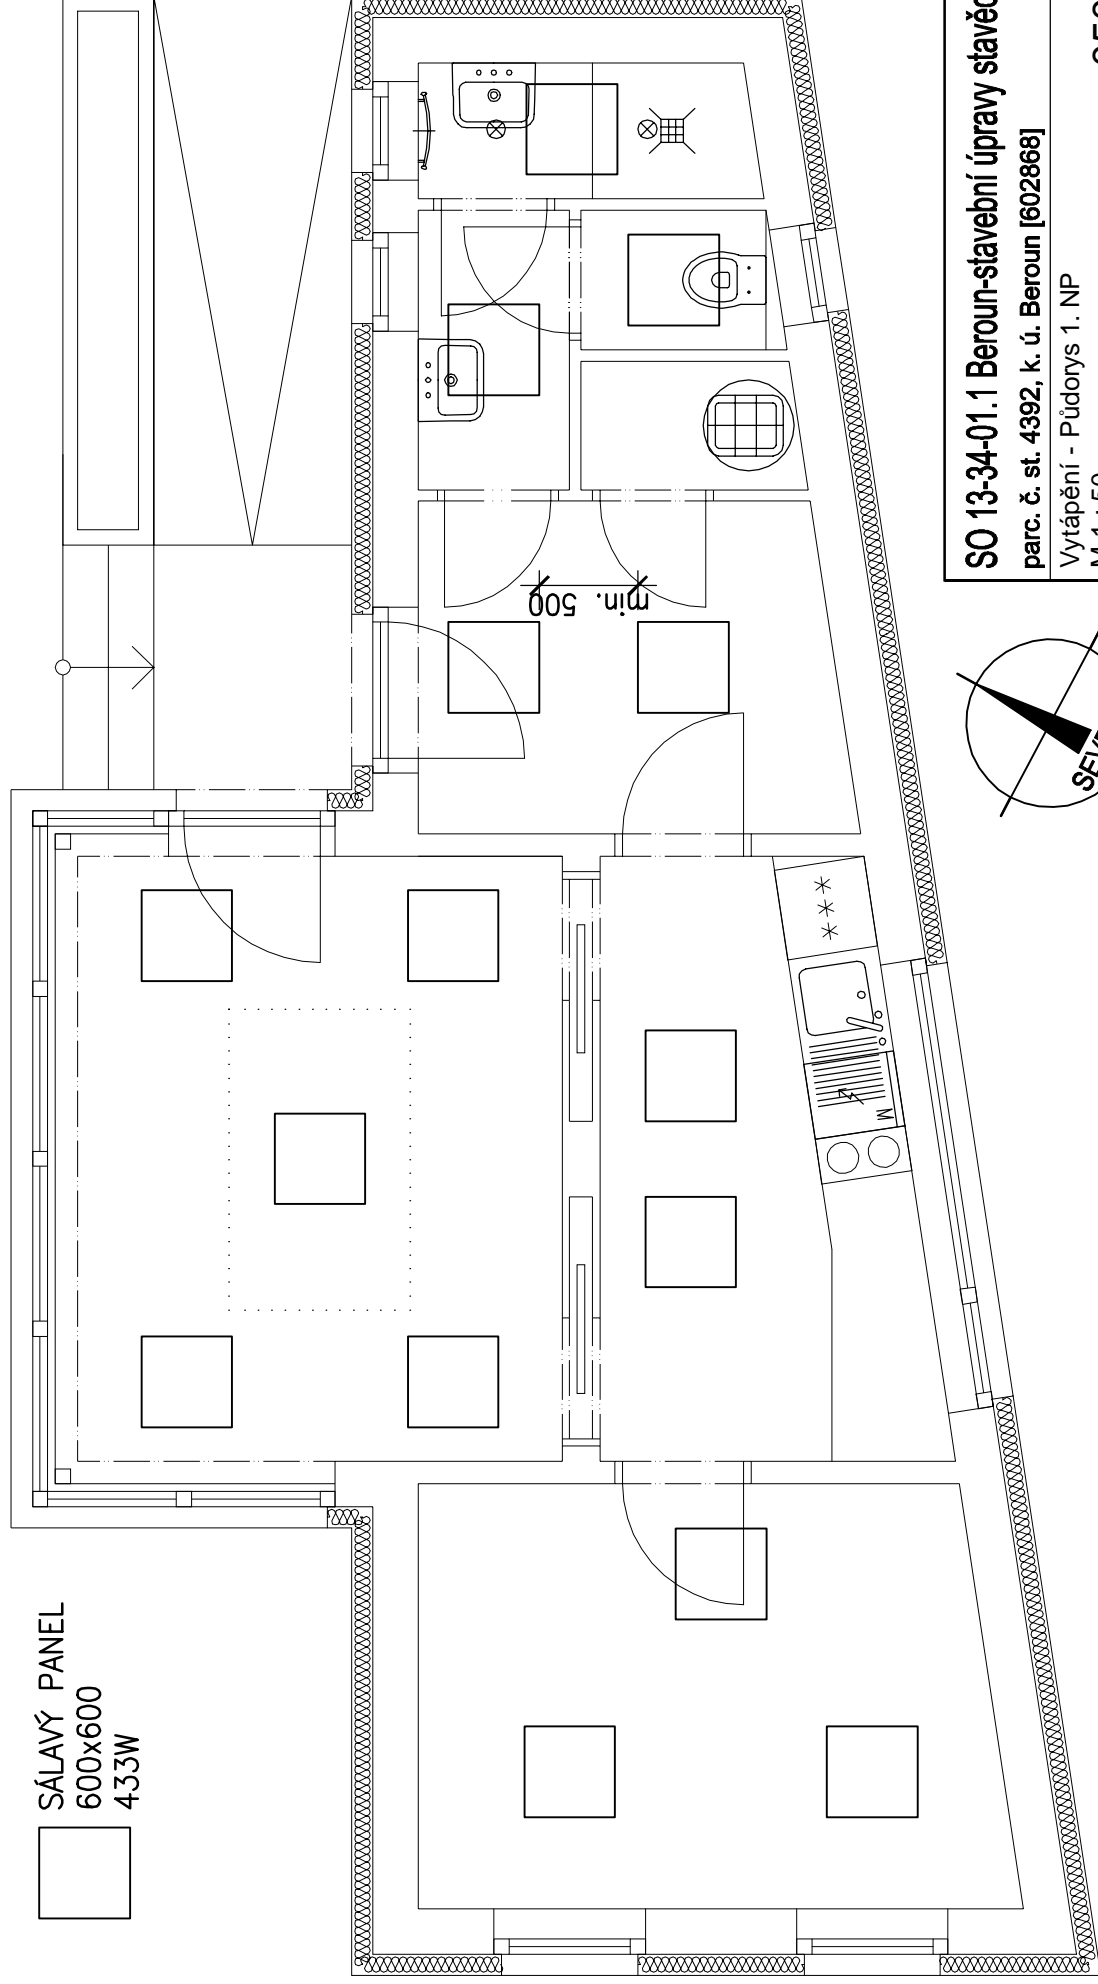 SÁLAVÝ PANEL
600x600
433W
min. 500
M
SO 13-34-01.1 Beroun-stavební úpravy
parc. č. st. 4392, k. ú. Beroun [602868]
Vytápění - Půdorys 1. NP